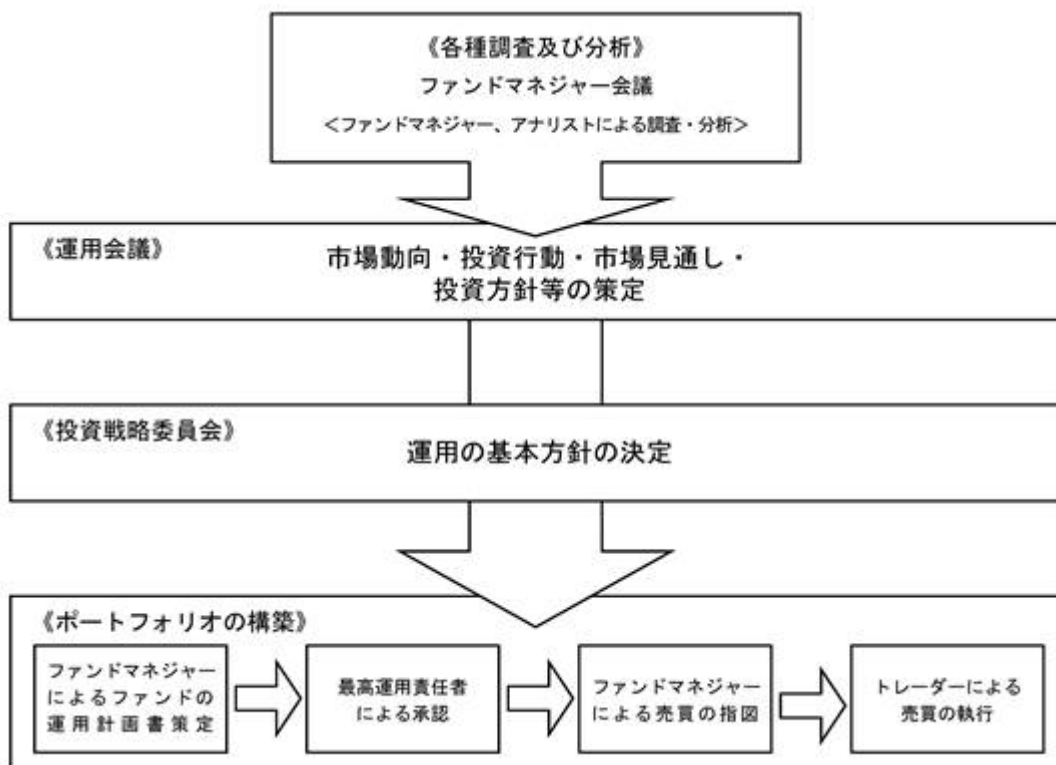 《各種調査及び分析》
ファンドマネジャー会議
＜ファンドマネジャー、アナリストによる調査・分析＞
《運用会議》
市場動向・投資行動・市場見通し・
投資方針等の策定
《投資戦略委員会》
運用の基本方針の決定
《ポートフォリオの構築》
ファンドマネジャー
によるファンドの
運用計画書策定
最高運用責任者
による承認
ファンドマネジャー
による売買の指図
トレーダーによる
売買の執行